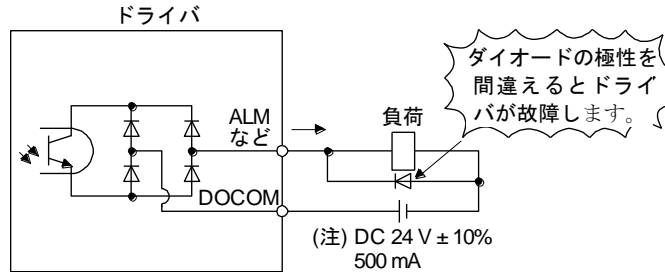 ドライバ
ダイオードの極性を
間違えるとドライ
バが故障します。
ALM
など
負荷
DOCOM
(注) DC 24 V ± 10%
500 mA